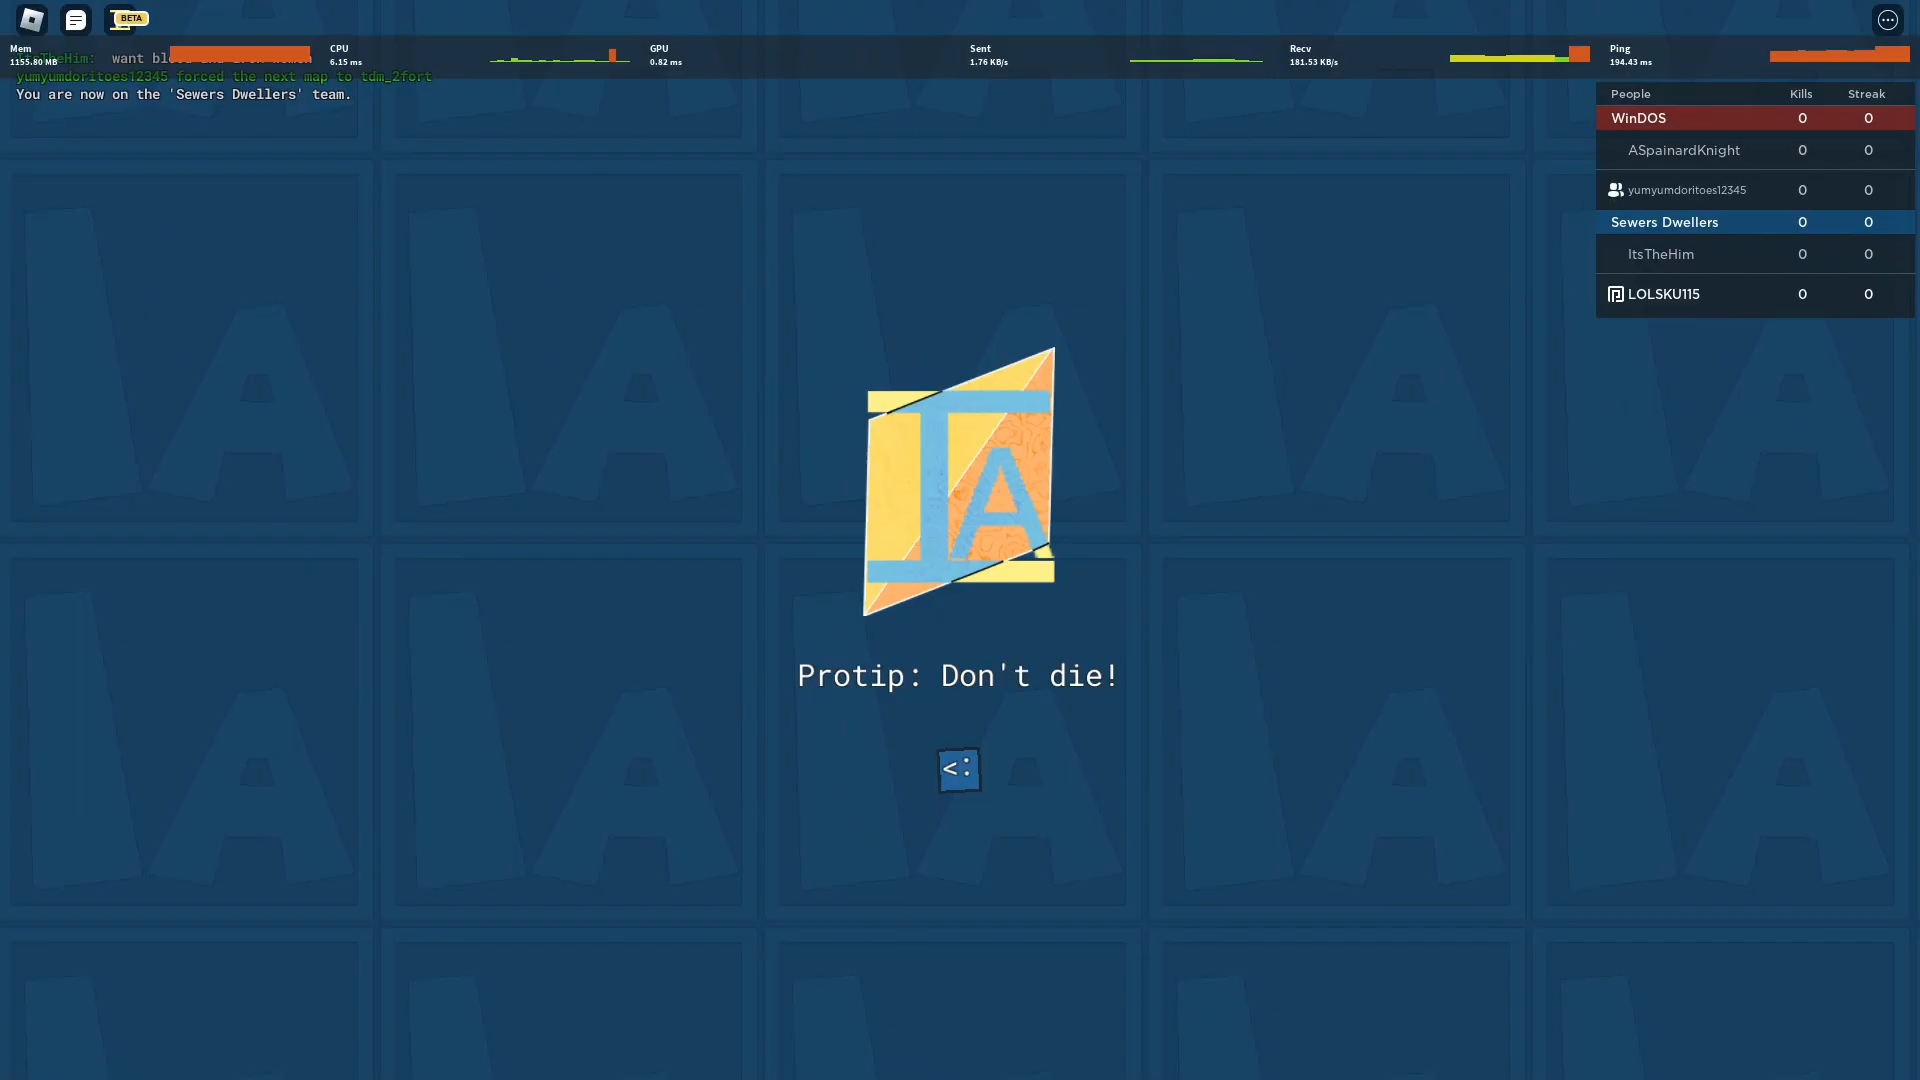 BETA
Mem
1155.80 MB
CPU
6.15 ms
GPU
0.82 ms
Sent
1.76 KB/s
Recv
181.53 KB/s
Ping
194.43 ms
TheHim: want
yumyumdoritoes12345 forced the next map to tdm_2fort
You are now on the 'Sewers Dwellers' team.
People Kills Streak
WinDOS 0 0
ASpainardKnight 0 0
yumyumdoritoes12345 0 0
Sewers Dwellers 0 0
ItsTheHim 0 0
LOLSKU115 0 0
IA
Protip: Don't die!
<: